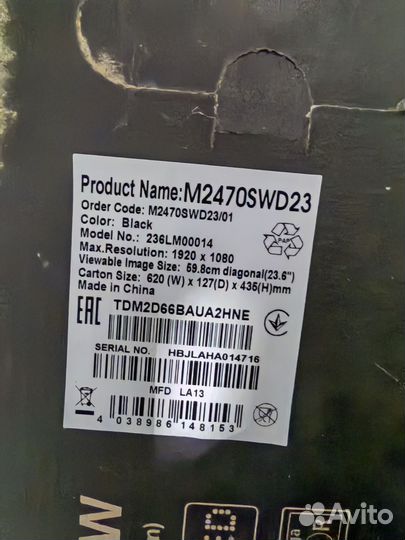 Product Name:M2470SWD23
Order Code: M2470SWD23/01
Color: Black
Model No.: 236LM00014
Max.Resolution: 1920 x 1080
Viewable Image Size: 59.8cm diagonal(23.6")
Carton Size: 620 (W) x 127(D) x 435(H)mm
Made in China
PAP
EAC
TDM2D66BAUA2HNE
SERIAL NO. HBJLAHA014716
MFD LA13
4 038986 148153
W
Avito